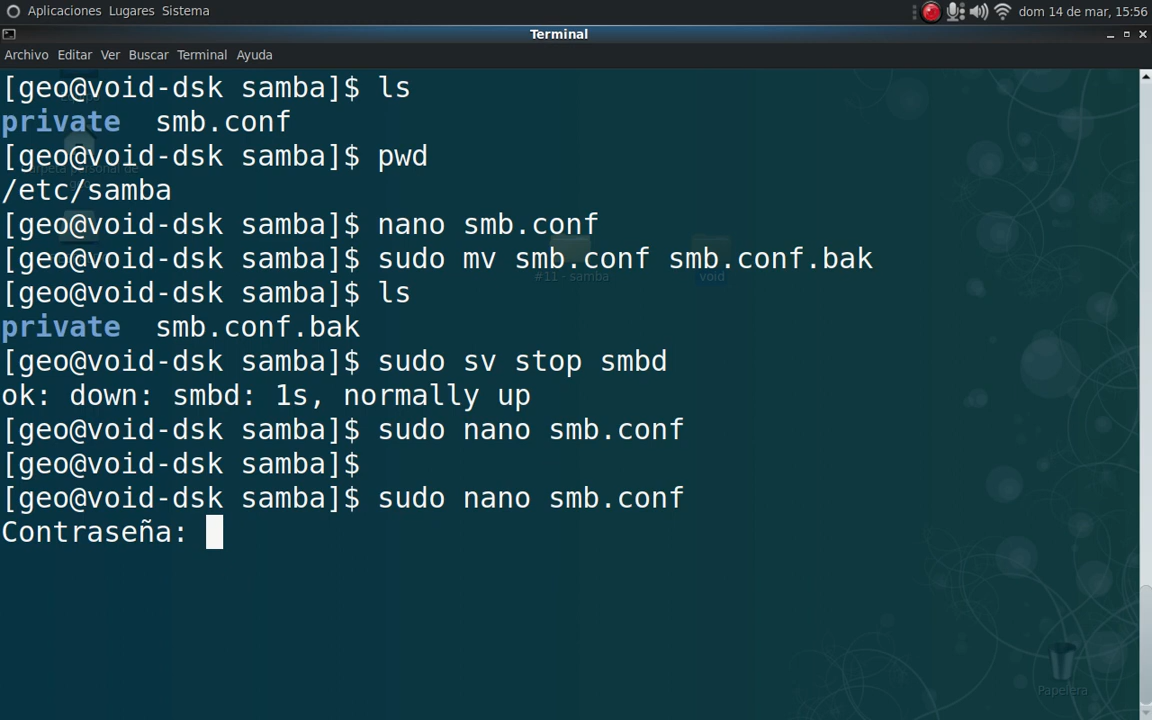 Aplicaciones Lugares Sistema
dom 14 de mar, 15:56
Terminal
Archivo Editar Ver Buscar Terminal Ayuda
[geo@void-dsk samba]$ ls
private smb.conf
[geo@void-dsk samba]$ pwd
/etc/samba
[geo@void-dsk samba]$ nano smb.conf
[geo@void-dsk samba]$ sudo mv smb.conf smb.conf.bak
#11 - samba
void
[geo@void-dsk samba]$ ls
private smb.conf.bak
[geo@void-dsk samba]$ sudo sv stop smbd
ok: down: smbd: 1s, normally up
[geo@void-dsk samba]$ sudo nano smb.conf
[geo@void-dsk samba]$
[geo@void-dsk samba]$ sudo nano smb.conf
Contraseña:
Papelera